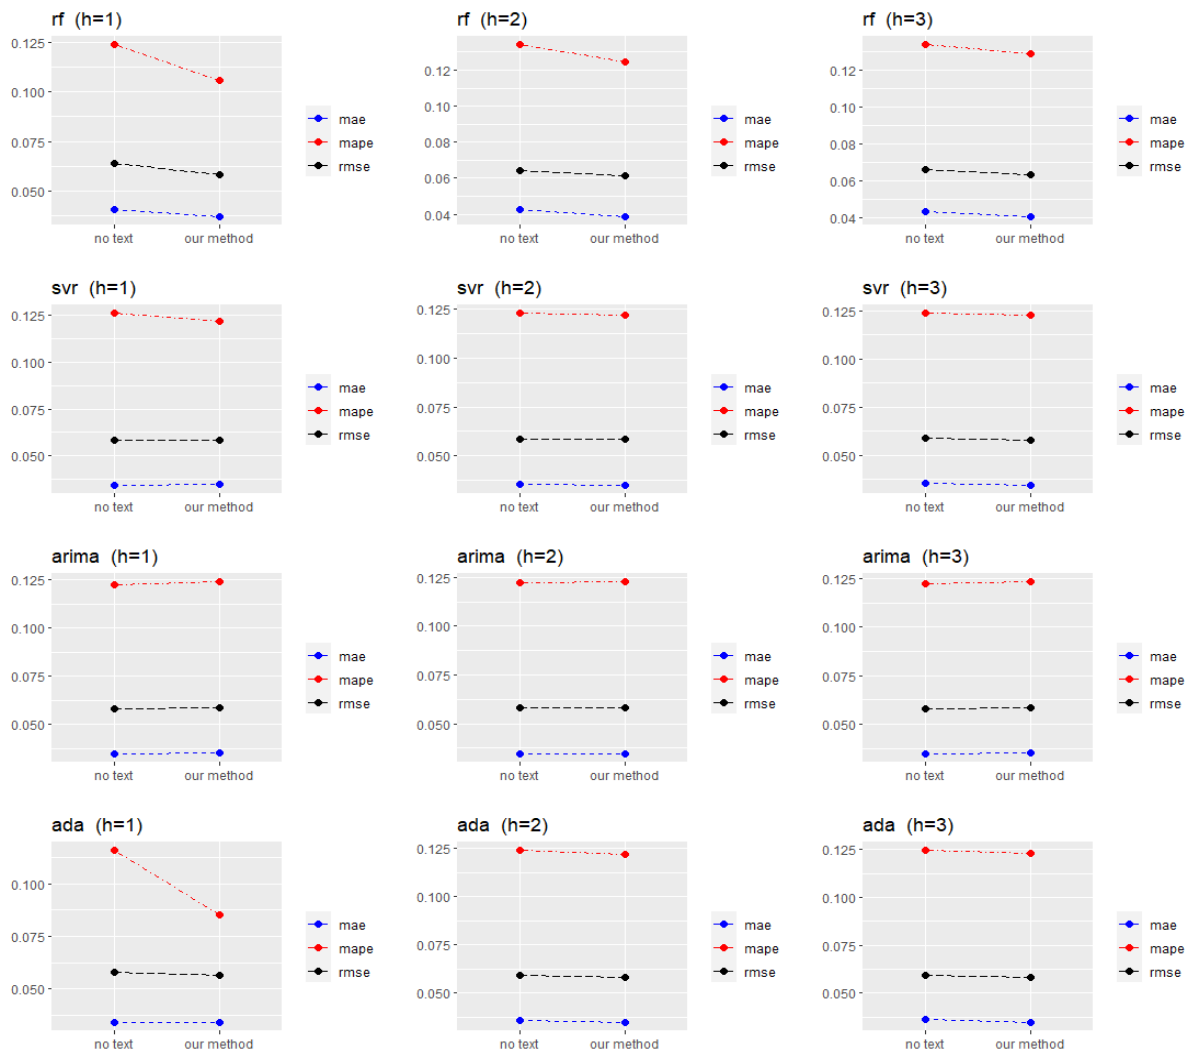 rf (h=1)
0.125
0.100
0.075
0.050
no text
our method
mae
mape
rmse
rf (h=2)
0.12
0.10
0.08
0.06
0.04
no text
our method
mae
mape
rmse
rf (h=3)
0.12
0.10
0.08
0.06
0.04
no text
our method
mae
mape
rmse
svr (h=1)
0.125
0.100
0.075
0.050
no text
our method
mae
mape
rmse
svr (h=2)
0.125
0.100
0.075
0.050
no text
our method
mae
mape
rmse
svr (h=3)
0.125
0.100
0.075
0.050
no text
our method
mae
mape
rmse
arima (h=1)
0.125
0.100
0.075
0.050
no text
our method
mae
mape
rmse
arima (h=2)
0.125
0.100
0.075
0.050
no text
our method
mae
mape
rmse
arima (h=3)
0.125
0.100
0.075
0.050
no text
our method
mae
mape
rmse
ada (h=1)
0.100
0.075
0.050
no text
our method
mae
mape
rmse
ada (h=2)
0.125
0.100
0.075
0.050
no text
our method
mae
mape
rmse
ada (h=3)
0.125
0.100
0.075
0.050
no text
our method
mae
mape
rmse